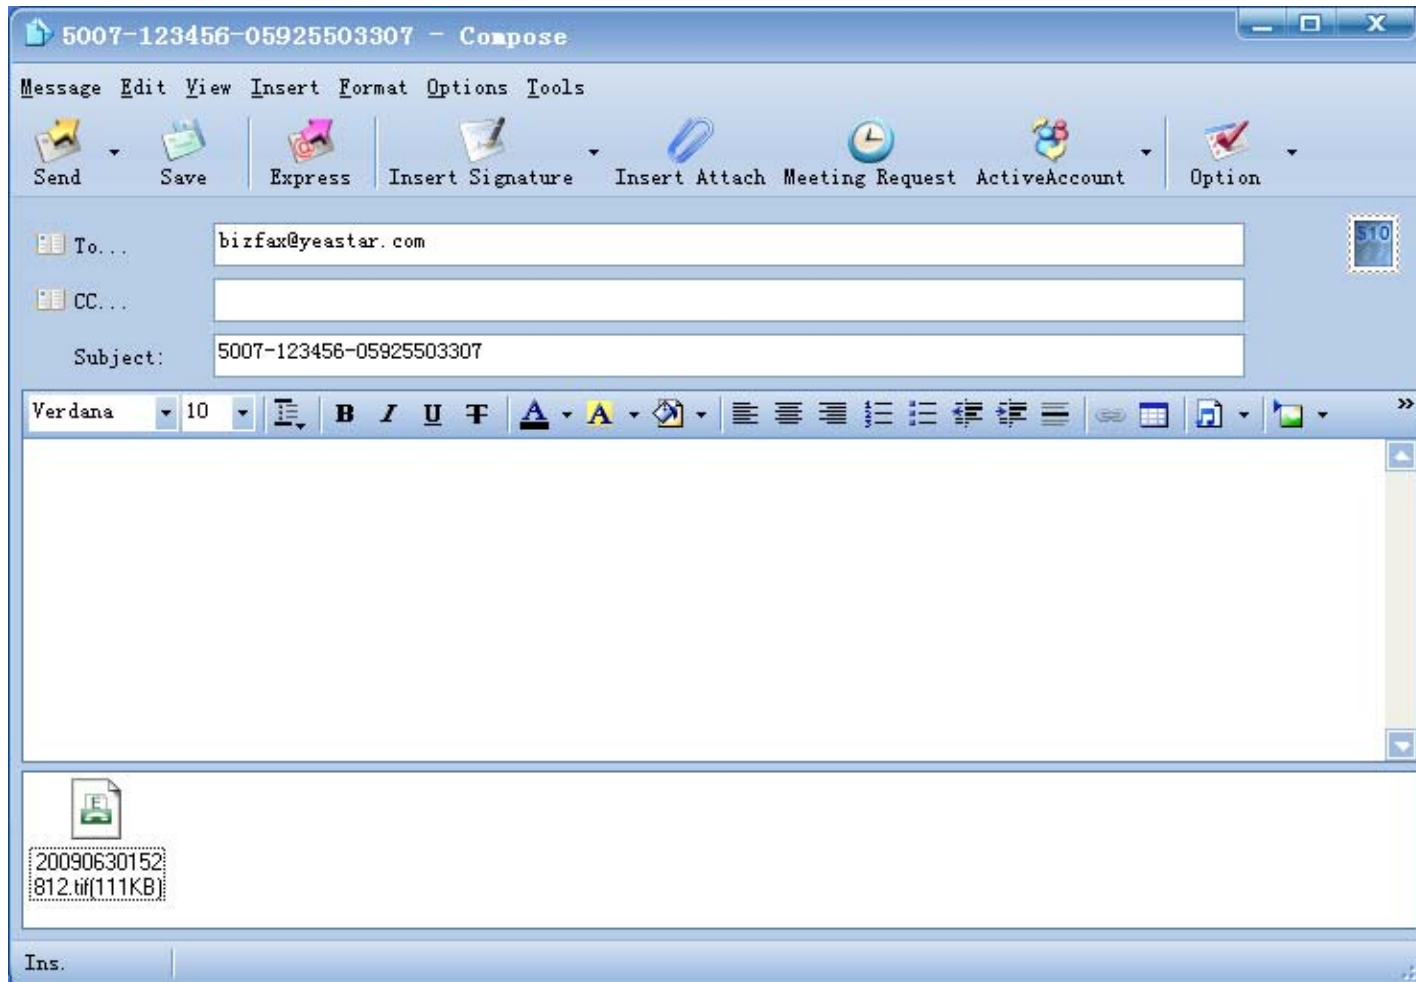 5007-123456-05925503307 - Compose
Message Edit View Insert Format Options Tools
Send Save Express Insert Signature Insert Attach Meeting Request ActiveAccount Option
To... bizfax@yeastar.com
$10
CC...
Subject: 5007-123456-05925503307
Verdana 10 B I U T A A »
E
20090630152
812.tif(111KB)
Ins.